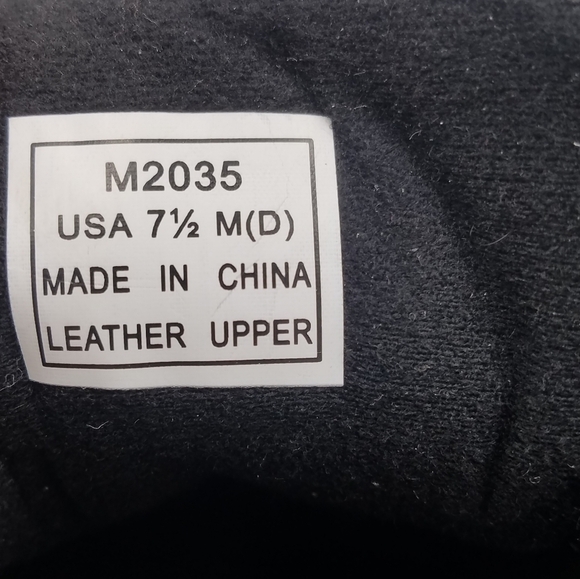 M2035
USA 7½ M(D)
MADE IN CHINA
LEATHER UPPER